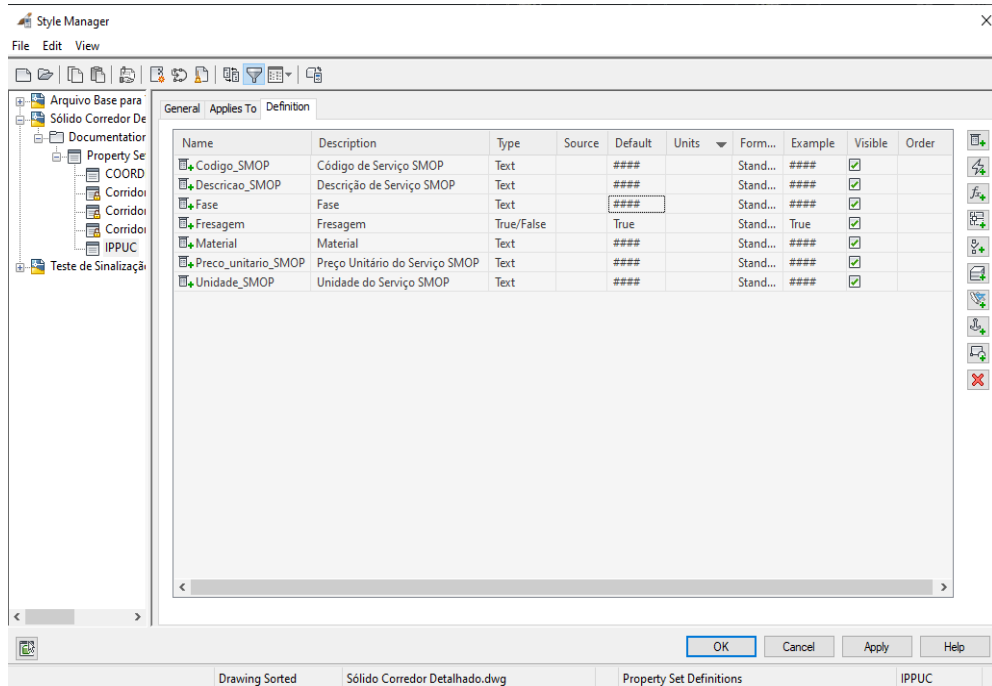 Style Manager
File Edit View
Arquivo Base para
Sólido Corredor De
Documentation
Property Se
COORD
Corridor
Corridor
Corridor
IPPUC
Teste de Sinalizaçã
General Applies To Definition
Name Description Type Source Default Units Form... Example Visible Order
Codigo_SMOP Código de Serviço SMOP Text #### Stand... ####
Descricao_SMOP Descrição de Serviço SMOP Text #### Stand... ####
Fase Fase Text #### Stand... ####
Fresagem Fresagem True/False True Stand... True
Material Material Text #### Stand... ####
Preco_unitario_SMOP Preço Unitário do Serviço SMOP Text #### Stand... ####
Unidade_SMOP Unidade do Serviço SMOP Text #### Stand... ####
OK Cancel Apply Help
Drawing Sorted Sólido Corredor Detalhado.dwg Property Set Definitions IPPUC